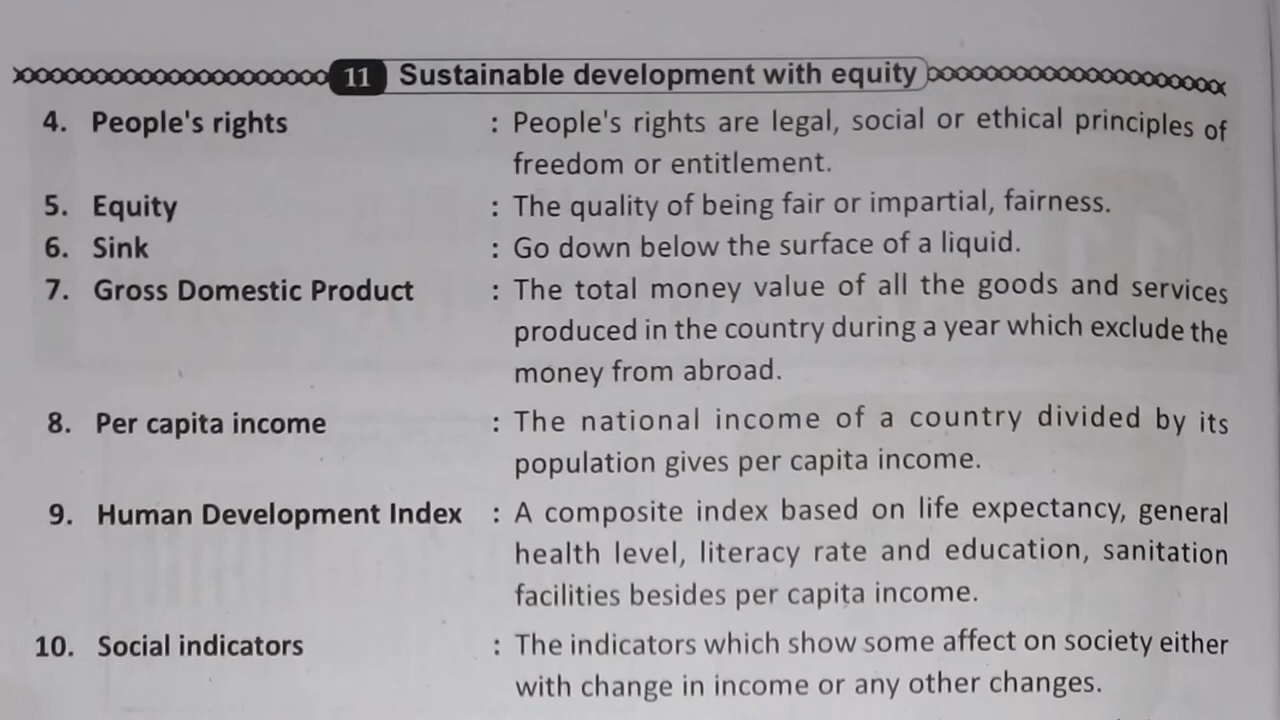 11 Sustainable development with equity
4. People's rights : People's rights are legal, social or ethical principles of
freedom or entitlement.
5. Equity : The quality of being fair or impartial, fairness.
6. Sink : Go down below the surface of a liquid.
7. Gross Domestic Product : The total money value of all the goods and services
produced in the country during a year which exclude the
money from abroad.
8. Per capita income : The national income of a country divided by its
population gives per capita income.
9. Human Development Index : A composite index based on life expectancy, general
health level, literacy rate and education, sanitation
facilities besides per capita income.
10. Social indicators : The indicators which show some affect on society either
with change in income or any other changes.